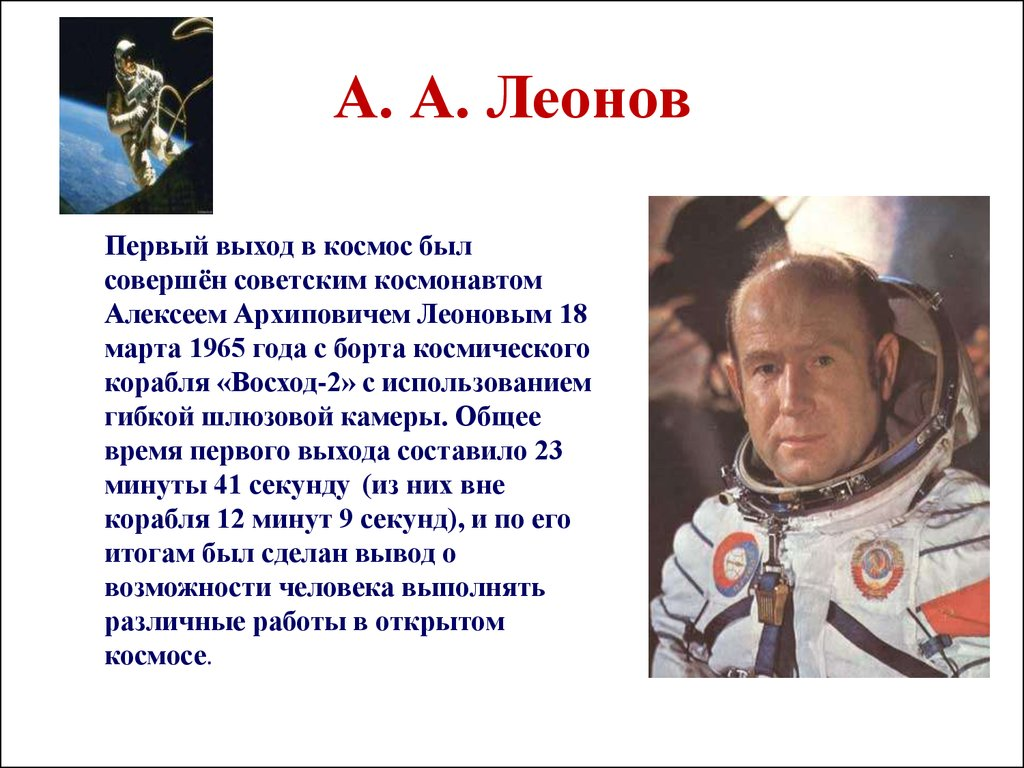 А. А. Леонов
Первый выход в космос был
совершён советским космонавтом
Алексеем Архиповичем Леоновым 18
марта 1965 года с борта космического
корабля «Восход-2» с использованием
гибкой шлюзовой камеры. Общее
время первого выхода составило 23
минуты 41 секунду (из них вне
корабля 12 минут 9 секунд), и по его
итогам был сделан вывод о
возможности человека выполнять
различные работы в открытом
космосе.